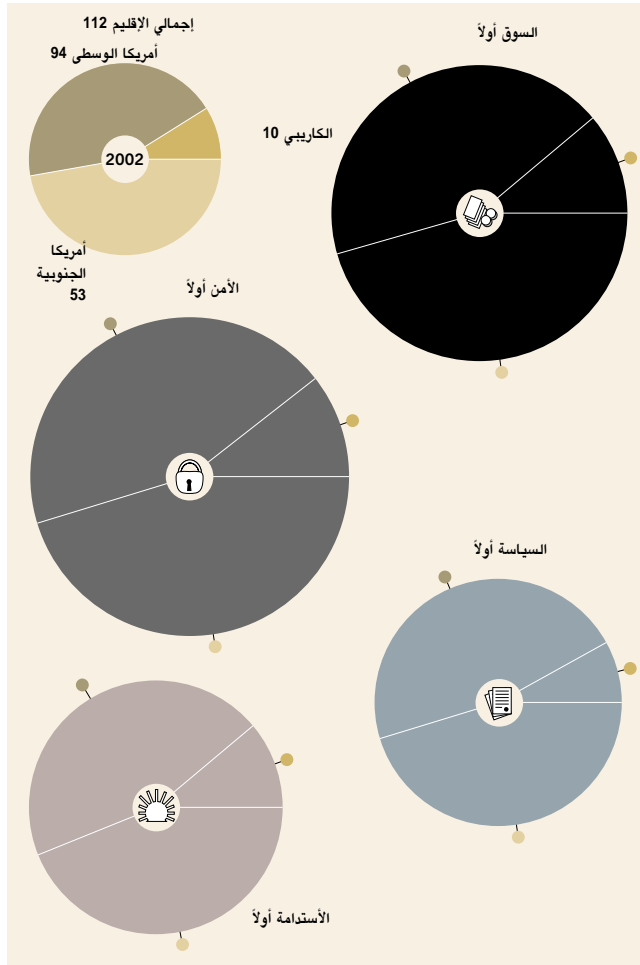 إجمالي الإقليم 112
أمريكا الوسطى 94
2002
الكاريبي 10
أمريكا
الجنوبية
53
السوق أولاً
الأمن أولاً
السياسة أولاً
الأستدامة أولاً